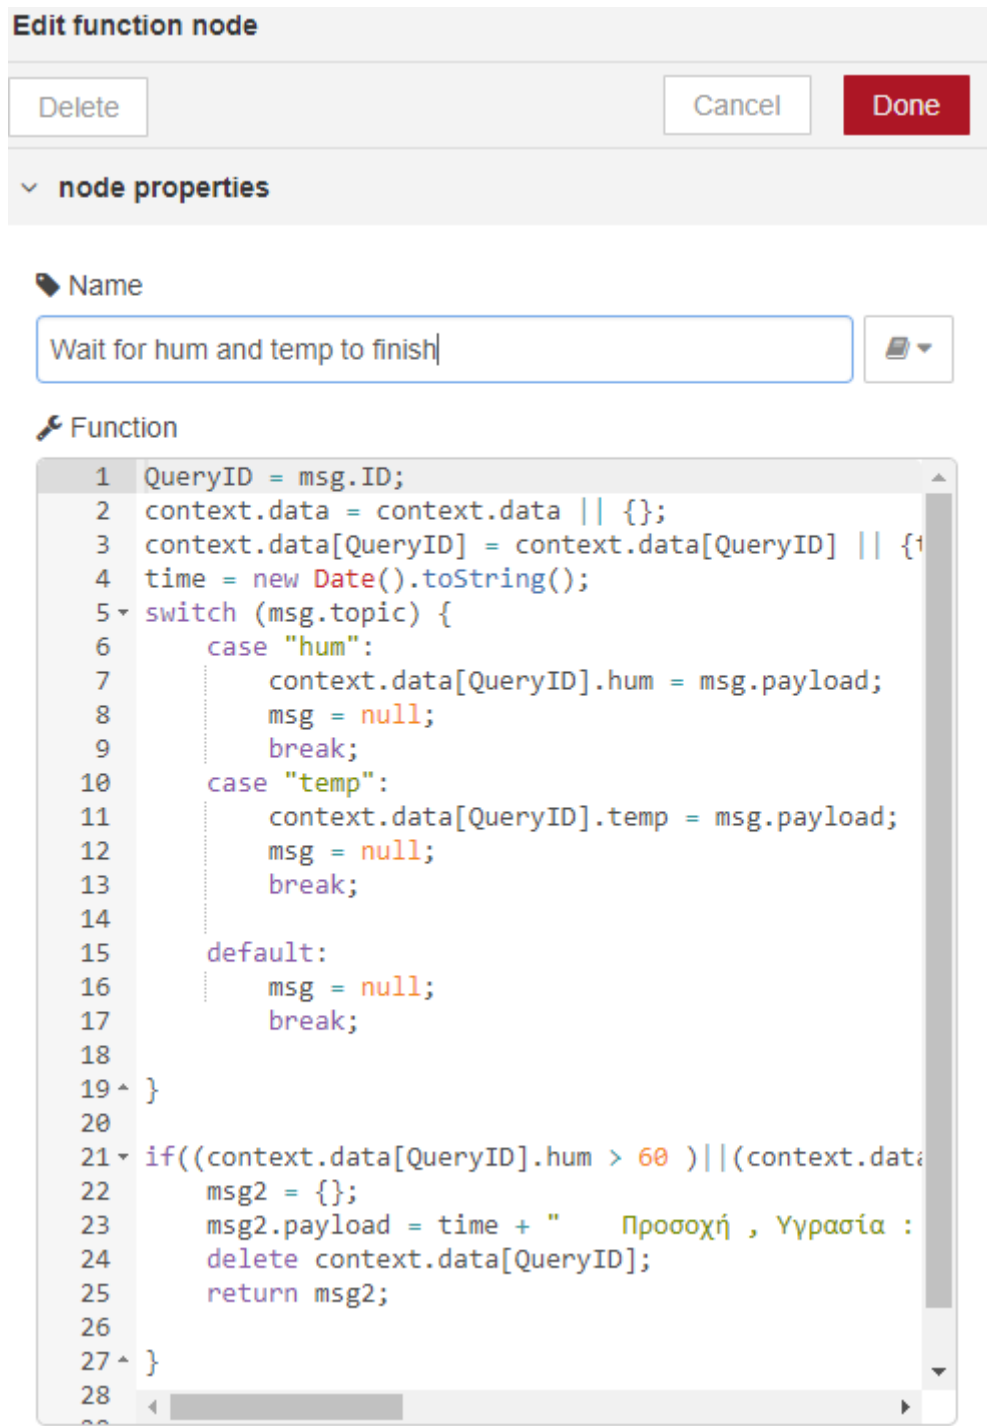 Edit function node
Delete Cancel Done
node properties
Name
Wait for hum and temp to finish
Function
1 QueryID = msg.ID;
2 context.data = context.data || {};
3 context.data[QueryID] = context.data[QueryID] || {
4 time = new Date().toString();
5 switch (msg.topic) {
6 case "hum":
7 context.data[QueryID].hum = msg.payload;
8 msg = null;
9 break;
10 case "temp":
11 context.data[QueryID].temp = msg.payload;
12 msg = null;
13 break;
14
15 default:
16 msg = null;
17 break;
18
19 }
20
21 if((context.data[QueryID].hum > 60 )||(context.dat
22 msg2 = {};
23 msg2.payload = time + "    Προσοχή , Υγρασία :
24 delete context.data[QueryID];
25 return msg2;
26
27 }
28